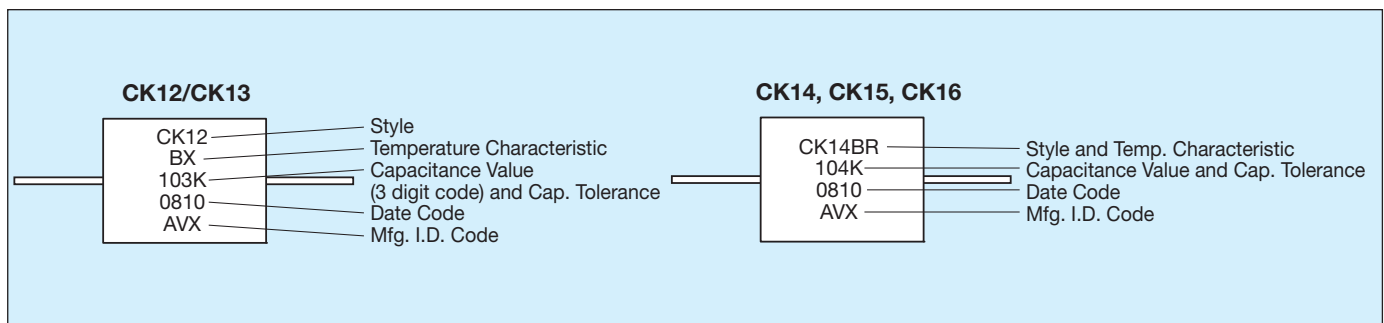 CK12/CK13
CK12
BX
103K
0810
AVX
Style
Temperature Characteristic
Capacitance Value
(3 digit code) and Cap. Tolerance
Date Code
Mfg. I.D. Code
CK14, CK15, CK16
CK14BR
104K
0810
AVX
Style and Temp. Characteristic
Capacitance Value and Cap. Tolerance
Date Code
Mfg. I.D. Code